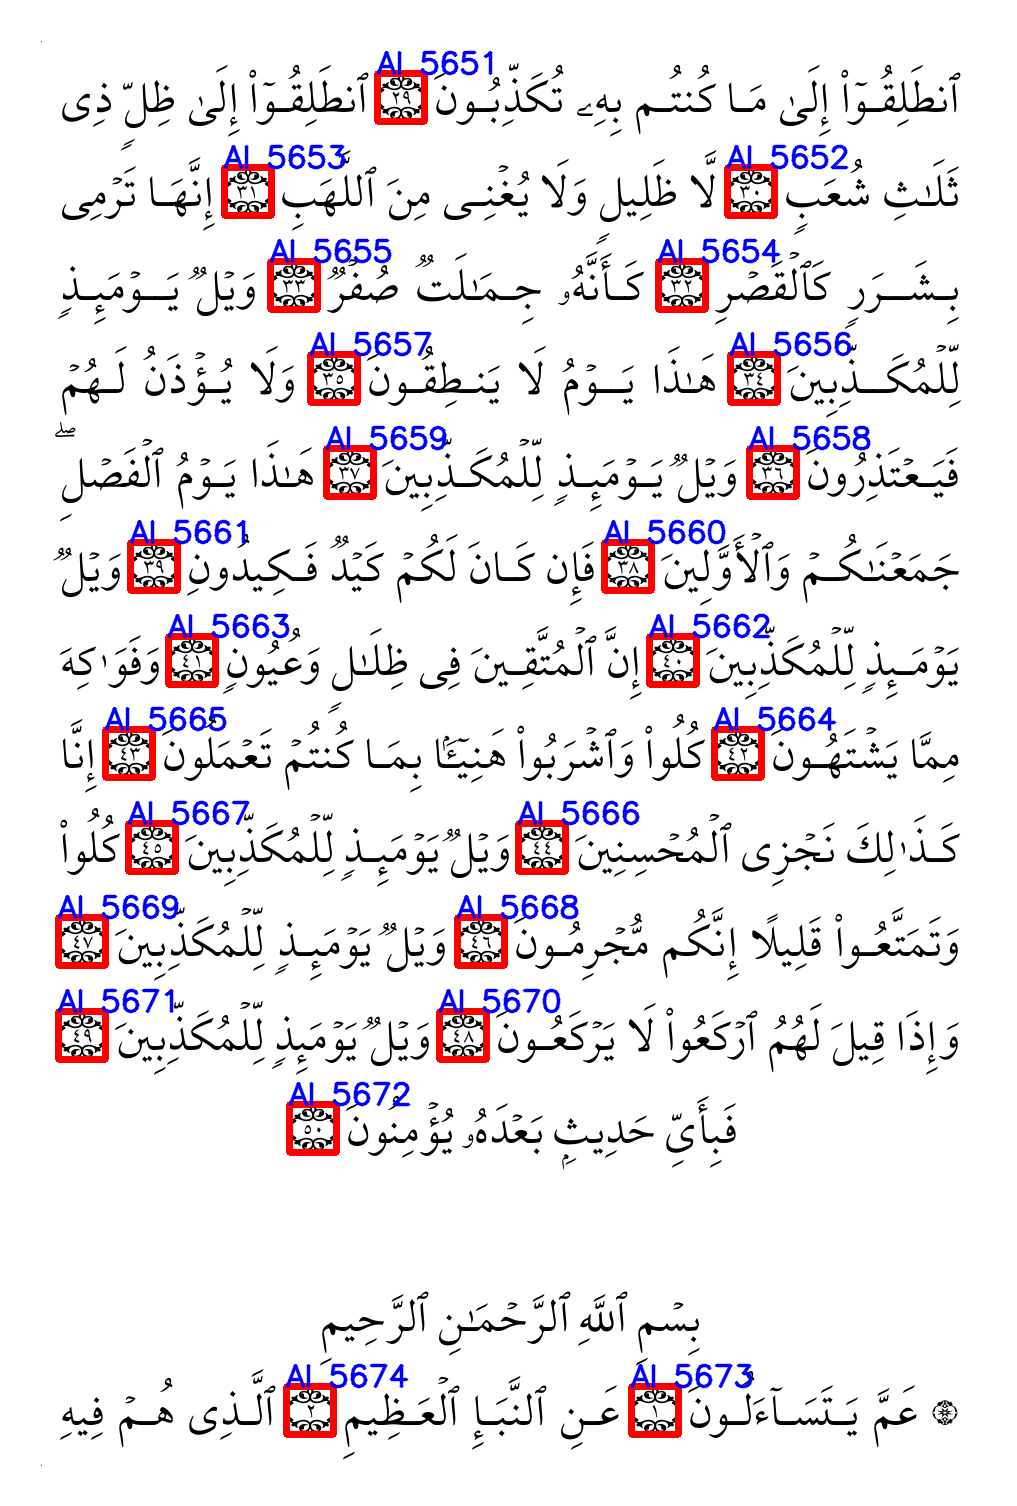 ٱنطَلِقُوٓا۟ إِلَىٰ مَا كُنتُم بِهِۦ تُكَذِّبُونَ ٢٩ AI_5651 ٱنطَلِقُوٓا۟ إِلَىٰ ظِلٍّ ذِى
ثَلَٰثِ شُعَبٍ ٣٠ AI_5652 لَّا ظَلِيلٍ وَلَا يُغْنِى مِنَ ٱللَّهَبِ ٣١ AI_5653 إِنَّهَا تَرْمِى
بِشَرَرٍ كَٱلْقَصْرِ ٣٢ AI_5654 كَأَنَّهُۥ جِمَٰلَتٌ صُفْرٌ ٣٣ AI_5655 وَيْلٌ يَوْمَئِذٍ
لِّلْمُكَذِّبِينَ ٣٤ AI_5656 هَٰذَا يَوْمُ لَا يَنطِقُونَ ٣٥ AI_5657 وَلَا يُؤْذَنُ لَهُمْ
فَيَعْتَذِرُونَ ٣٦ AI_5658 وَيْلٌ يَوْمَئِذٍ لِّلْمُكَذِّبِينَ ٣٧ AI_5659 هَٰذَا يَوْمُ ٱلْفَصْلِ ۖ
جَمَعْنَٰكُمْ وَٱلْأَوَّلِينَ ٣٨ AI_5660 فَإِن كَانَ لَكُمْ كَيْدٌ فَكِيدُونِ ٣٩ AI_5661 وَيْلٌ
يَوْمَئِذٍ لِّلْمُكَذِّبِينَ ٤٠ AI_5662 إِنَّ ٱلْمُتَّقِينَ فِى ظِلَٰلٍ وَعُيُونٍ ٤١ AI_5663 وَفَوَٰكِهَ
مِمَّا يَشْتَهُونَ ٤٢ AI_5664 كُلُوا۟ وَٱشْرَبُوا۟ هَنِيٓـًٔۢا بِمَا كُنتُمْ تَعْمَلُونَ ٤٣ AI_5665 إِنَّا
كَذَٰلِكَ نَجْزِى ٱلْمُحْسِنِينَ ٤٤ AI_5666 وَيْلٌ يَوْمَئِذٍ لِّلْمُكَذِّبِينَ ٤٥ AI_5667 كُلُوا۟
وَتَمَتَّعُوا۟ قَلِيلًا إِنَّكُم مُّجْرِمُونَ ٤٦ AI_5668 وَيْلٌ يَوْمَئِذٍ لِّلْمُكَذِّبِينَ ٤٧ AI_5669
وَإِذَا قِيلَ لَهُمُ ٱرْكَعُوا۟ لَا يَرْكَعُونَ ٤٨ AI_5670 وَيْلٌ يَوْمَئِذٍ لِّلْمُكَذِّبِينَ ٤٩ AI_5671
فَبِأَىِّ حَدِيثٍۭ بَعْدَهُۥ يُؤْمِنُونَ ٥٠ AI_5672
بِسْمِ ٱللَّهِ ٱلرَّحْمَٰنِ ٱلرَّحِيمِ
۞ عَمَّ يَتَسَآءَلُونَ ١ AI_5673 عَنِ ٱلنَّبَإِ ٱلْعَظِيمِ ٢ AI_5674 ٱلَّذِى هُمْ فِيهِ